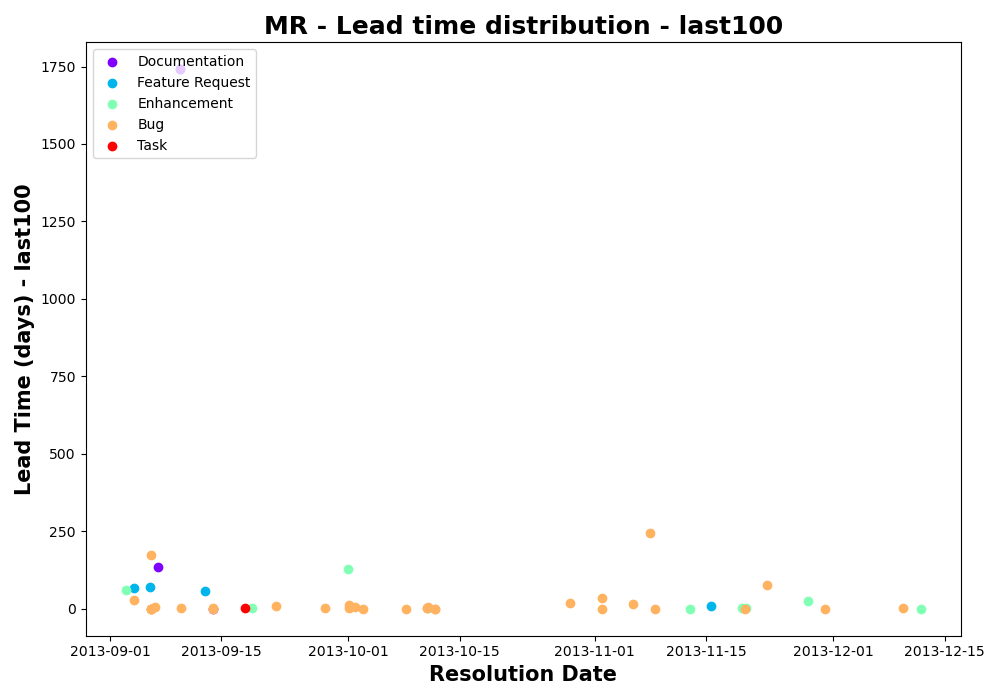 MR - Lead time distribution - last100
Documentation
Feature Request
Enhancement
Bug
Task
1750
1500
1250
1000
750
500
250
0
Lead Time (days) - last100
2013-09-01 2013-09-15 2013-10-01 2013-10-15 2013-11-01 2013-11-15 2013-12-01 2013-12-15
Resolution Date